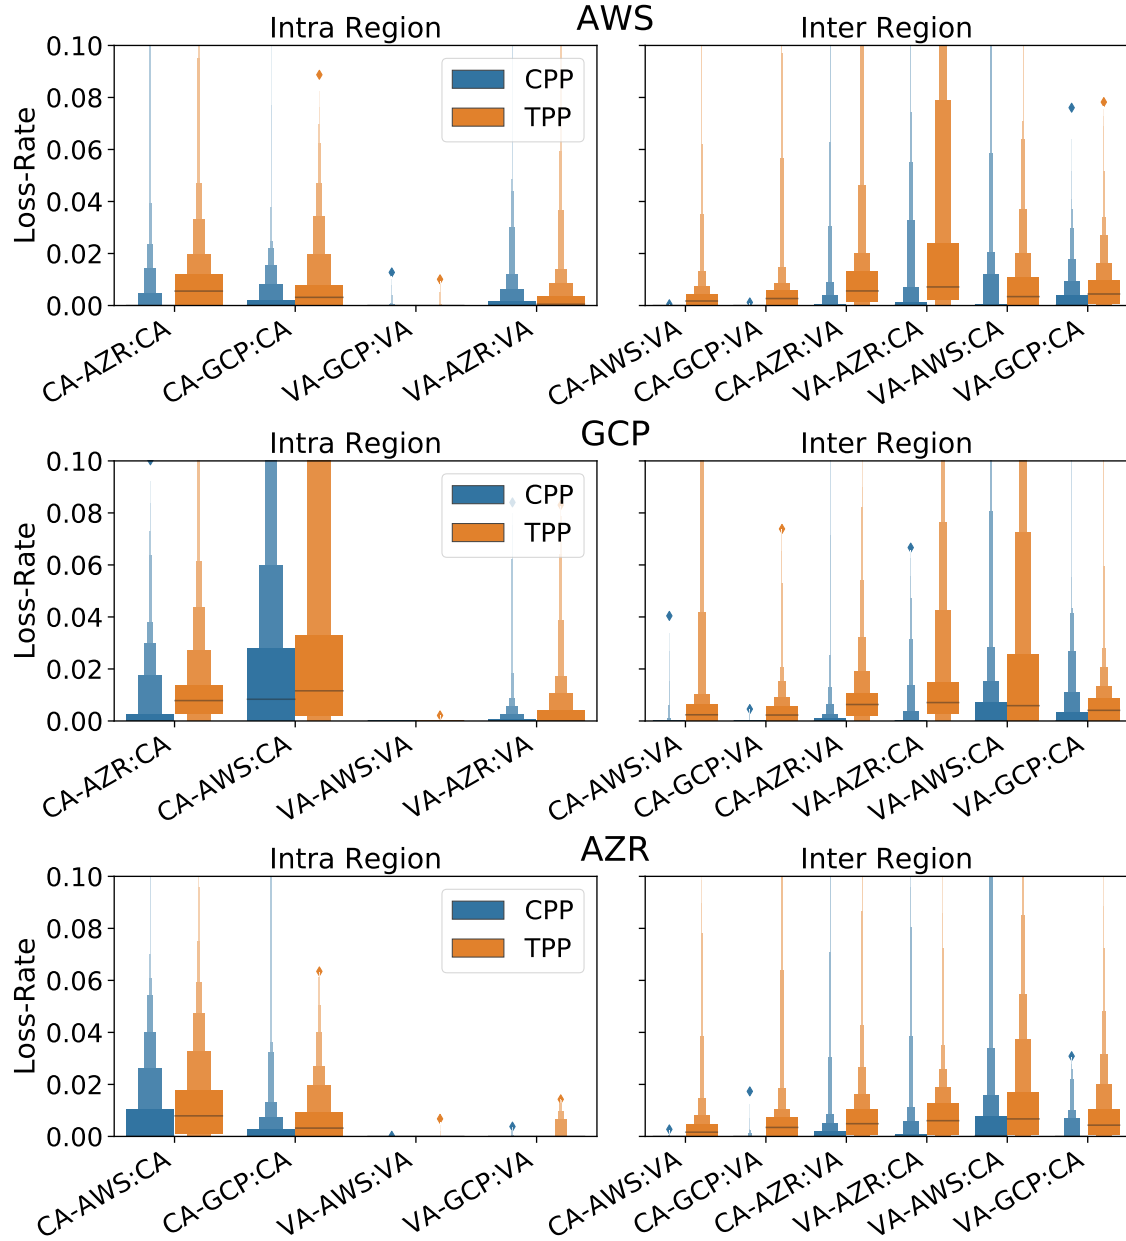 AWS
Intra Region
Inter Region
Loss-Rate
0.10
0.08
0.06
0.04
0.02
0.00
CPP
TPP
CA-AZR:CA
CA-GCP:CA
VA-GCP:VA
VA-AZR:VA
CA-AWS:VA
CA-GCP:VA
CA-AZR:VA
VA-AZR:CA
VA-AWS:CA
VA-GCP:CA
GCP
Intra Region
Inter Region
Loss-Rate
0.10
0.08
0.06
0.04
0.02
0.00
CPP
TPP
CA-AZR:CA
CA-AWS:CA
VA-AWS:VA
VA-AZR:VA
CA-AWS:VA
CA-GCP:VA
CA-AZR:VA
VA-AZR:CA
VA-AWS:CA
VA-GCP:CA
AZR
Intra Region
Inter Region
Loss-Rate
0.10
0.08
0.06
0.04
0.02
0.00
CPP
TPP
CA-AWS:CA
CA-GCP:CA
VA-AWS:VA
VA-GCP:VA
CA-AWS:VA
CA-GCP:VA
CA-AZR:VA
VA-AZR:CA
VA-AWS:CA
VA-GCP:CA